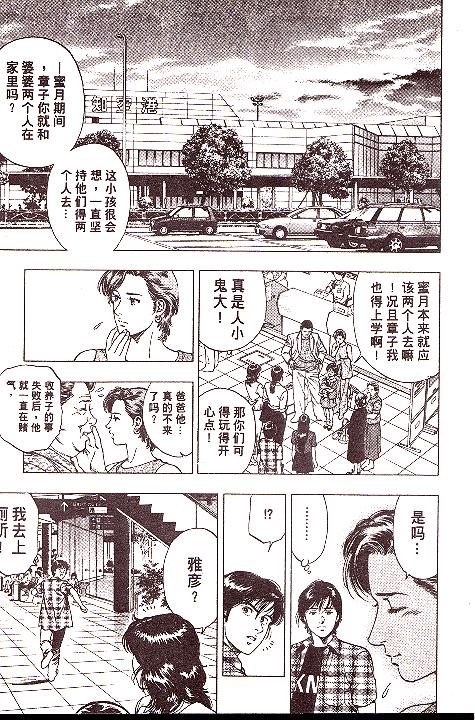 蜜月期间
，章子你就和
婆婆两个人在
家里吗？
知空港
这小孩很会
想，一直坚
持他们得两
个人去…
蜜月本来就应
该两个人去嘛
！况且章子我
也得上学啊！
真是人小
鬼大！
那你们可
得玩得开
心点！
爸爸他…
真的不来
了吗？
收养子的事
失败后，他
就一直在赌
气。
是吗…
…………
!?
雅彦？
我去上
厕所！
KN